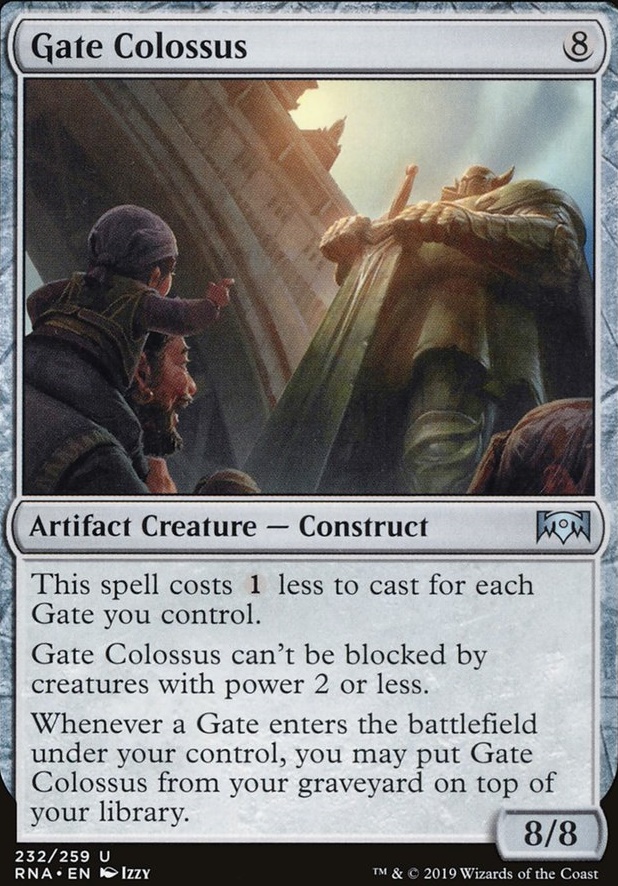 Gate Colossus 8
Artifact Creature — Construct
This spell costs 1 less to cast for each
Gate you control.
Gate Colossus can't be blocked by
creatures with power 2 or less.
Whenever a Gate enters the battlefield
under your control, you may put Gate
Colossus from your graveyard on top of
your library.
8/8
232/259 U
RNA • EN Izzy
™ & © 2019 Wizards of the Coast